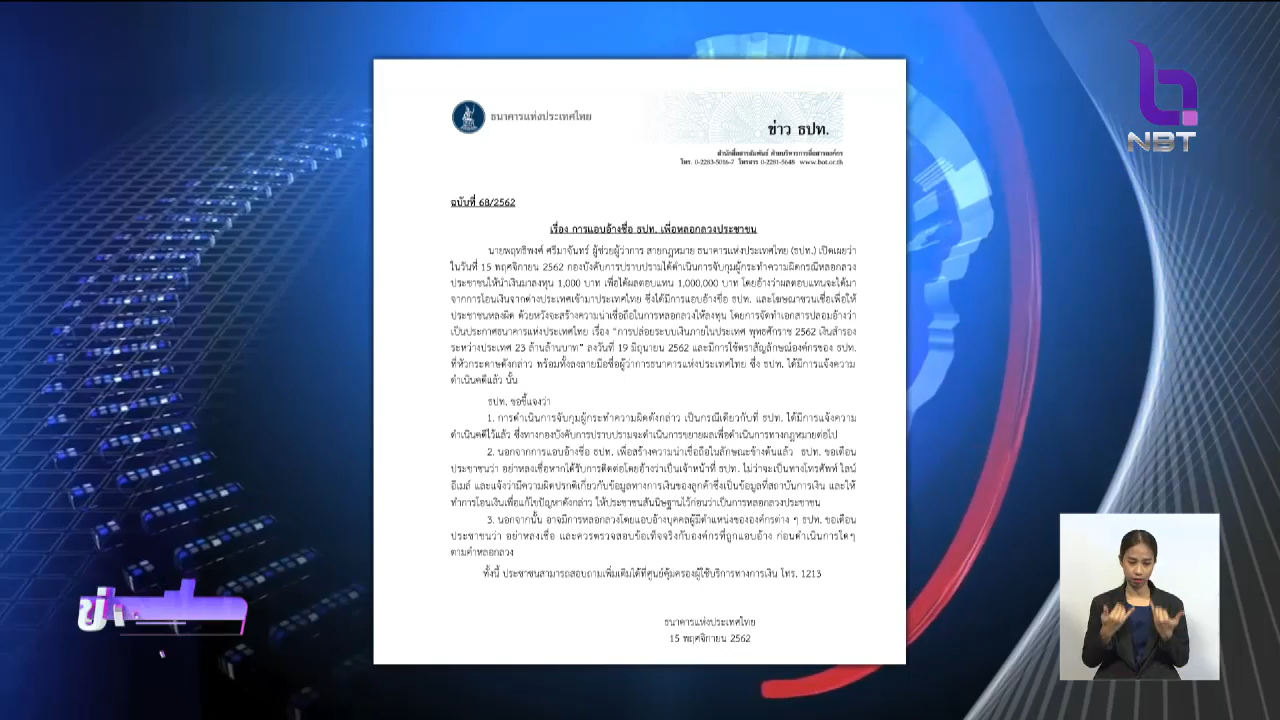 NBT
ธนาคารแห่งประเทศไทย
ข่าว ธปท.
สำนักสื่อสารสัมพันธ์ ฝ่ายบริหารการสื่อสารองค์กร
โทร. 0-2283-5016-7 โทรสาร 0-2281-5648 www.bot.or.th
ฉบับที่ 68/2562
เรื่อง การแอบอ้างชื่อ ธปท. เพื่อหลอกลวงประชาชน
นายพฤทธิพงศ์ ศรีมาจันทร์ ผู้ช่วยผู้ว่าการ สายกฎหมาย ธนาคารแห่งประเทศไทย (ธปท.) เปิดเผยว่า
ในวันที่ 15 พฤศจิกายน 2562 กองบังคับการปราบปรามได้ดำเนินการจับกุมผู้กระทำความผิดกรณีหลอกลวง
ประชาชนให้นำเงินมาลงทุน 1,000 บาท เพื่อได้ผลตอบแทน 1,000,000 บาท โดยอ้างว่าผลตอบแทนจะได้มา
จากการโอนเงินจากต่างประเทศเข้ามาประเทศไทย ซึ่งได้มีการแอบอ้างชื่อ ธปท. และโฆษณาชวนเชื่อเพื่อให้
ประชาชนหลงผิด ด้วยหวังจะสร้างความน่าเชื่อถือในการหลอกลวงให้ลงทุน โดยการจัดทำเอกสารปลอมอ้างว่า
เป็นประกาศธนาคารแห่งประเทศไทย เรื่อง "การปล่อยระบบเงินภายในประเทศ พุทธศักราช 2562 เงินสำรอง
ระหว่างประเทศ 23 ล้านล้านบาท" ลงวันที่ 19 มิถุนายน 2562 และมีการใช้ตราสัญลักษณ์องค์กรของ ธปท.
ที่หัวกระดาษดังกล่าว พร้อมทั้งลงลายมือชื่อผู้ว่าการธนาคารแห่งประเทศไทย ซึ่ง ธปท. ได้มีการแจ้งความ
ดำเนินคดีแล้ว นั้น
ธปท. ขอชี้แจงว่า
1. การดำเนินการจับกุมผู้กระทำความผิดดังกล่าว เป็นกรณีเดียวกับที่ ธปท. ได้มีการแจ้งความ
ดำเนินคดีไว้แล้ว ซึ่งทางกองบังคับการปราบปรามจะดำเนินการขยายผลเพื่อดำเนินการทางกฎหมายต่อไป
2. นอกจากการแอบอ้างชื่อ ธปท. เพื่อสร้างความน่าเชื่อถือในลักษณะข้างต้นแล้ว ธปท. ขอเตือน
ประชาชนว่า อย่าหลงเชื่อหากได้รับการติดต่อโดยอ้างว่าเป็นเจ้าหน้าที่ ธปท. ไม่ว่าจะเป็นทางโทรศัพท์ ไลน์
อีเมล์ และแจ้งว่ามีความผิดปรกติเกี่ยวกับข้อมูลทางการเงินของลูกค้าซึ่งเป็นข้อมูลที่สถาบันการเงิน และให้
ทำการโอนเงินเพื่อแก้ไขปัญหาดังกล่าว ให้ประชาชนสันนิษฐานไว้ก่อนว่าเป็นการหลอกลวงประชาชน
3. นอกจากนั้น อาจมีการหลอกลวงโดยแอบอ้างบุคคลผู้มีตำแหน่งขององค์กรต่าง ๆ ธปท. ขอเตือน
ประชาชนว่า อย่าหลงเชื่อ และควรตรวจสอบข้อเท็จจริงกับองค์กรที่ถูกแอบอ้าง ก่อนดำเนินการใดๆ
ตามคำหลอกลวง
ทั้งนี้ ประชาชนสามารถสอบถามเพิ่มเติมได้ที่ศูนย์คุ้มครองผู้ใช้บริการทางการเงิน โทร. 1213
ธนาคารแห่งประเทศไทย
15 พฤศจิกายน 2562